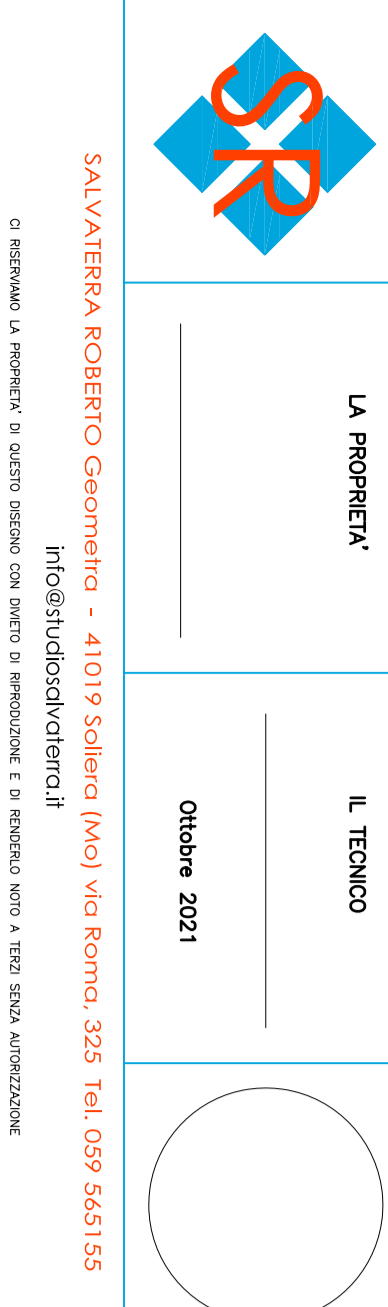 SR
LA PROPRIETA'
IL TECNICO
Ottobre 2021
SALVATERRA ROBERTO Geometra - 41019 Soliera (Mo) via Roma, 325 Tel. 059 565155
info@studiosalvaterra.it
CI RISERVIAMO LA PROPRIETA' DI QUESTO DISEGNO CON DIVIETO DI RIPRODUZIONE E DI RENDERLO NOTO A TERZI SENZA AUTORIZZAZIONE